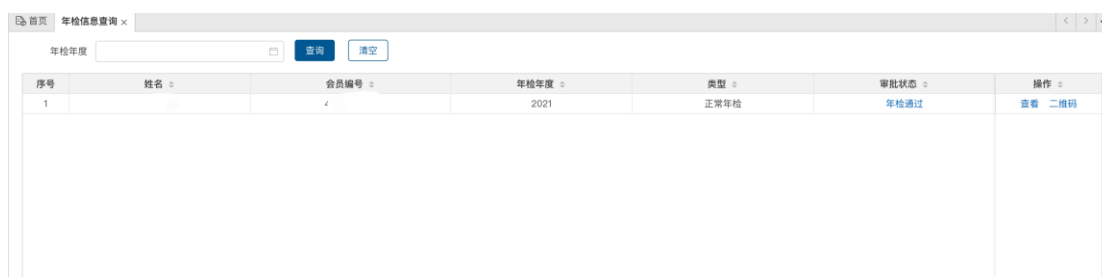 首页 年检信息查询 ×
年检年度 查询 清空
序号 姓名 会员编号 年检年度 类型 审批状态 操作
1 2021 正常年检 年检通过 查看 二维码